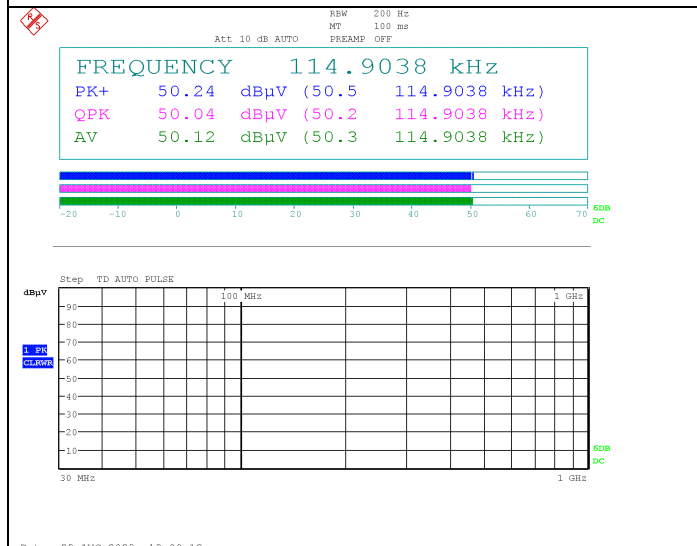 R S
RBW 200 Hz
MT 100 ms
Att 10 dB AUTO PREAMP OFF
FREQUENCY 114.9038 kHz
PK+ 50.24 dBµV (50.5 114.9038 kHz)
QPK 50.04 dBµV (50.2 114.9038 kHz)
AV 50.12 dBµV (50.3 114.9038 kHz)
-20 -10 0 10 20 30 40 50 60 70
6DB
DC
Step TD AUTO PULSE
dBµV
100 MHz 1 GHz
90
80
70
1 PK
CLRWR
60
50
40
30
20
10
6DB
DC
30 MHz 1 GHz